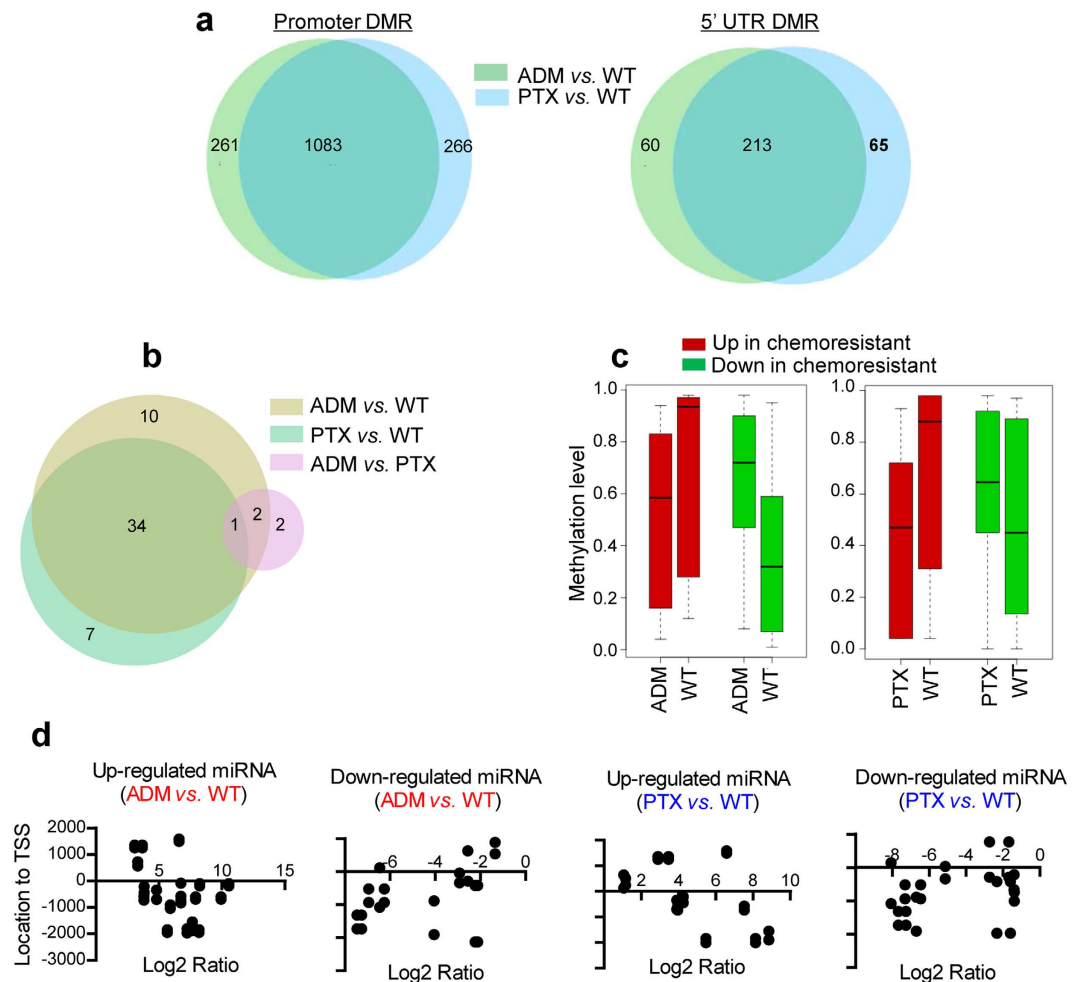 a
Promoter DMR
5' UTR DMR
ADM vs. WT
PTX vs. WT
261
1083
266
60
213
65
b
10
34
1
2
2
7
ADM vs. WT
PTX vs. WT
ADM vs. PTX
c
Up in chemoresistant
Down in chemoresistant
Methylation level
1.0
0.8
0.6
0.4
0.2
0.0
ADM
WT
ADM
WT
1.0
0.8
0.6
0.4
0.2
0.0
PTX
WT
PTX
WT
d
Up-regulated miRNA
(ADM vs. WT)
Location to TSS
2000
1000
0
-1000
-2000
-3000
5
10
15
Log2 Ratio
Down-regulated miRNA
(ADM vs. WT)
-6
-4
-2
0
Log2 Ratio
Up-regulated miRNA
(PTX vs. WT)
2
4
6
8
10
Log2 Ratio
Down-regulated miRNA
(PTX vs. WT)
-8
-6
-4
-2
0
Log2 Ratio